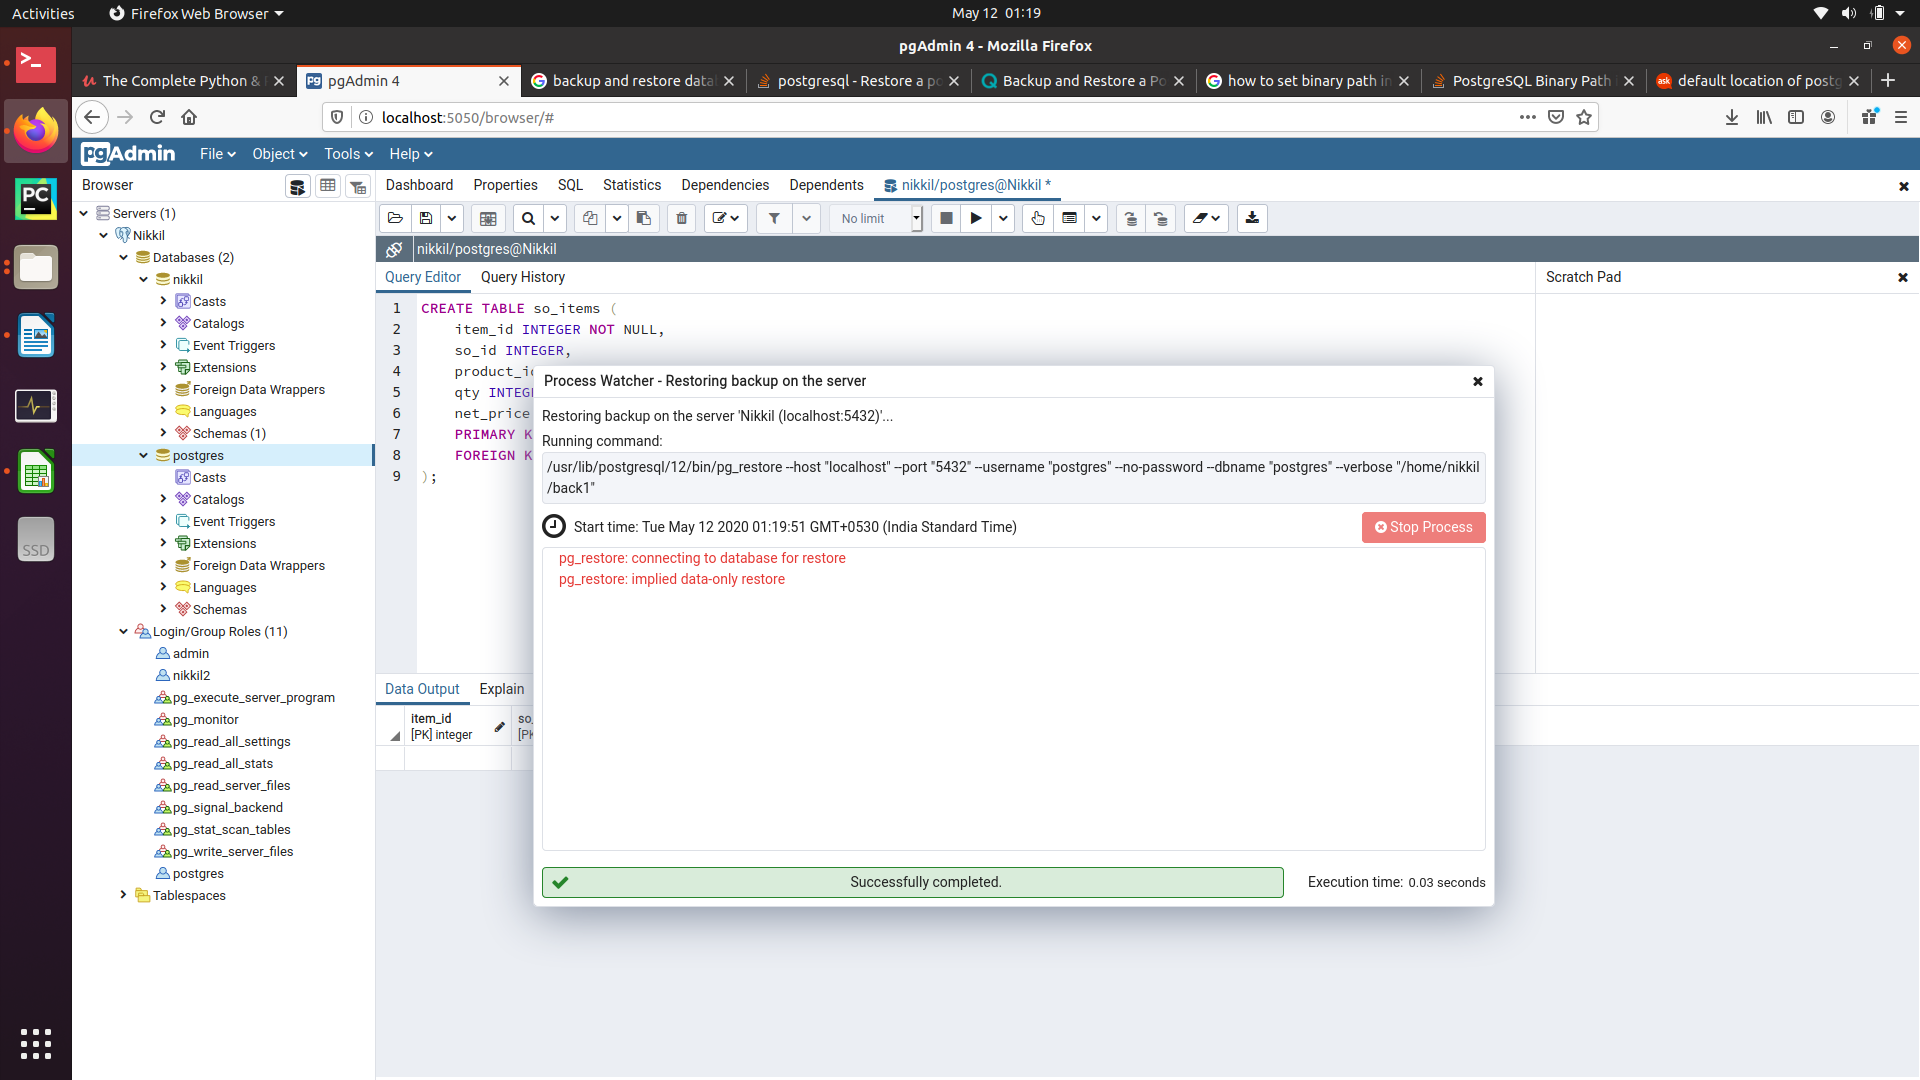 Activities
Firefox Web Browser
May 12 01:19
pgAdmin 4 - Mozilla Firefox
The Complete Python &
pgAdmin 4
backup and restore data
postgresql - Restore a po
Backup and Restore a Po
how to set binary path in
PostgreSQL Binary Path
default location of postg
localhost:5050/browser/#
pgAdmin
File
Object
Tools
Help
Browser
Dashboard
Properties
SQL
Statistics
Dependencies
Dependents
nikkil/postgres@Nikkil *
No limit
nikkil/postgres@Nikkil
Query Editor
Query History
Scratch Pad
Servers (1)
Nikkil
Databases (2)
nikkil
Casts
Catalogs
Event Triggers
Extensions
Foreign Data Wrappers
Languages
Schemas (1)
postgres
Casts
Catalogs
Event Triggers
Extensions
Foreign Data Wrappers
Languages
Schemas
Login/Group Roles (11)
admin
nikkil2
pg_execute_server_program
pg_monitor
pg_read_all_settings
pg_read_all_stats
pg_read_server_files
pg_signal_backend
pg_stat_scan_tables
pg_write_server_files
postgres
Tablespaces
1 CREATE TABLE so_items (
2 item_id INTEGER NOT NULL,
3 so_id INTEGER,
4 product_id
5 qty INTEG
6 net_price
7 PRIMARY K
8 FOREIGN K
9 );
Process Watcher - Restoring backup on the server
Restoring backup on the server 'Nikkil (localhost:5432)'...
Running command:
/usr/lib/postgresql/12/bin/pg_restore --host "localhost" --port "5432" --username "postgres" --no-password --dbname "postgres" --verbose "/home/nikkil
/back1"
Start time: Tue May 12 2020 01:19:51 GMT+0530 (India Standard Time)
Stop Process
pg_restore: connecting to database for restore
pg_restore: implied data-only restore
Successfully completed.
Execution time: 0.03 seconds
Data Output
Explain
item_id
[PK] integer
so_
[PK
PC
SSD